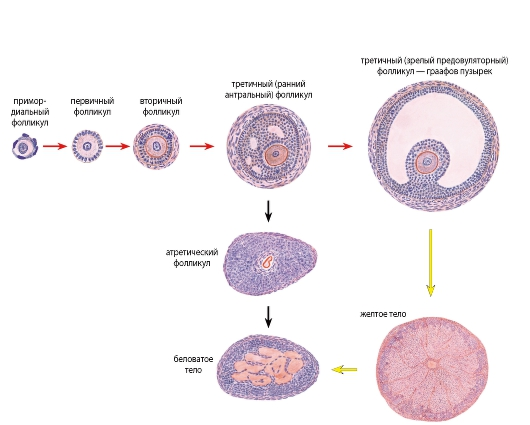 третичный (зрелый предовуляторный)
фолликул — граафов пузырек
третичный (ранний
антральный) фолликул
примор-
диальный
фолликул
первичный
фолликул
вторичный
фолликул
атретический
фолликул
желтое тело
беловатое
тело